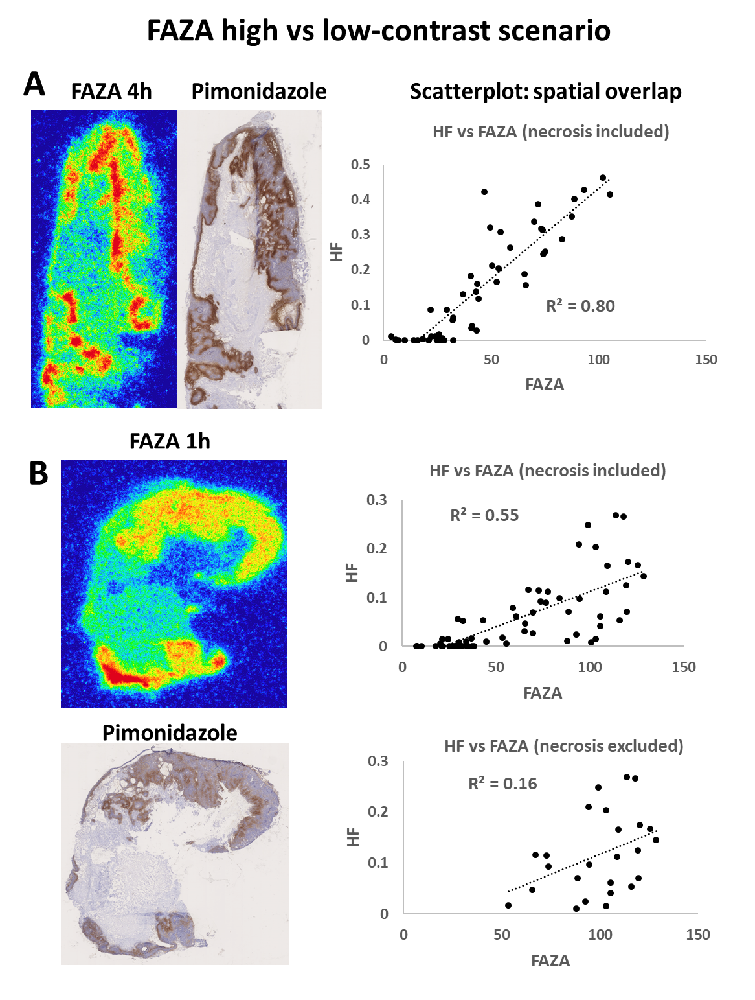 FAZA high vs low-contrast scenario
A
FAZA 4h
Pimonidazole
Scatterplot: spatial overlap
HF vs FAZA (necrosis included)
0.5
0.4
0.3
0.2
0.1
0
HF
R² = 0.80
0
50
100
150
FAZA
B
FAZA 1h
HF vs FAZA (necrosis included)
0.3
0.2
0.1
0
HF
R² = 0.55
0
50
100
150
FAZA
Pimonidazole
HF vs FAZA (necrosis excluded)
0.3
0.2
0.1
0
HF
R² = 0.16
0
50
100
150
FAZA